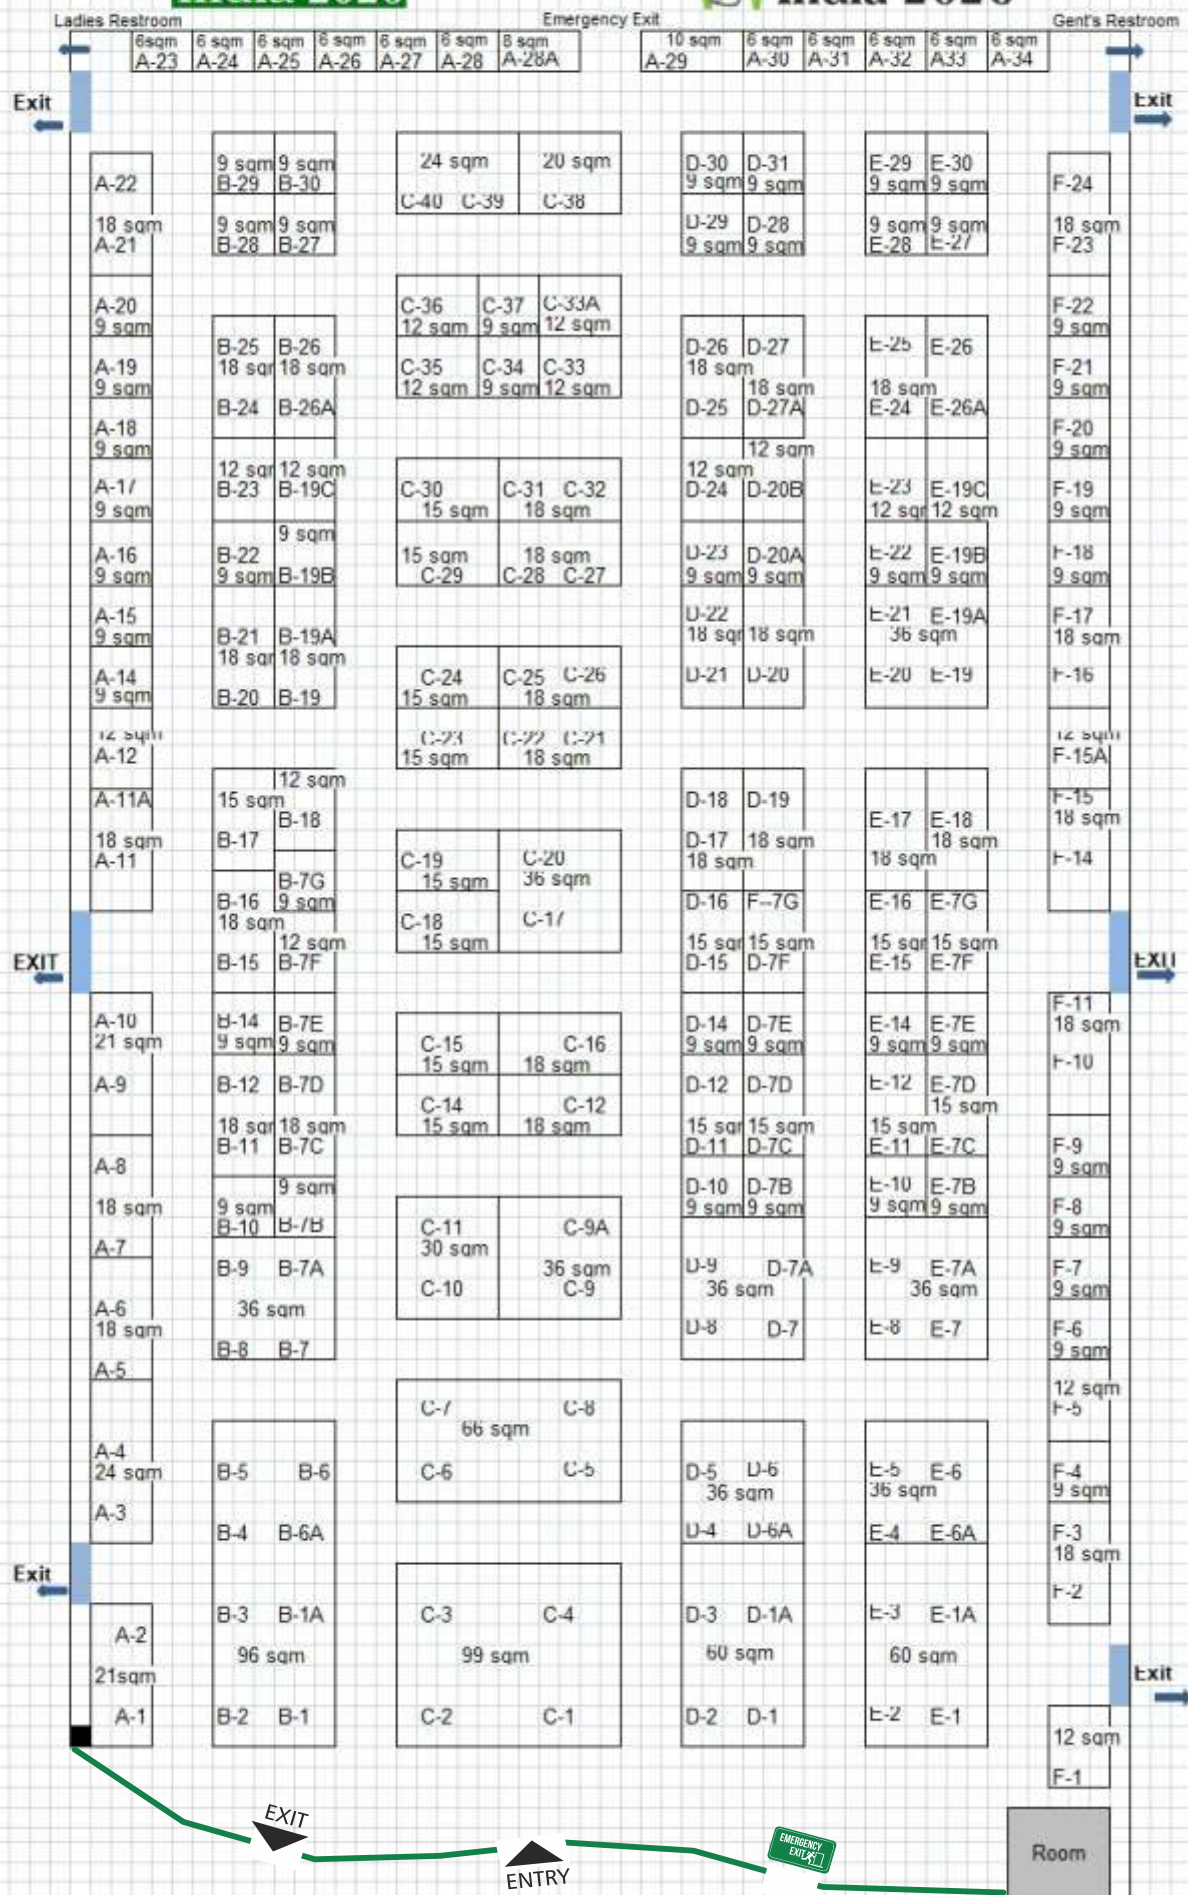 Ladies Restroom Emergency Exit Gent's Restroom
6sqm 6 sqm 6 sqm 6 sqm 6 sqm 6 sqm 8 sqm 10 sqm 6 sqm 6 sqm 6 sqm 6 sqm 6 sqm
A-23 A-24 A-25 A-26 A-27 A-28 A-28A A-29 A-30 A-31 A-32 A33 A-34
Exit Exit
9 sqm 9 sqm 24 sqm 20 sqm D-30 D-31 E-29 E-30
A-22 B-29 B-30 9 sqm 9 sqm 9 sqm 9 sqm F-24
C-40 C-39 C-38
18 sqm 9 sqm 9 sqm D-29 D-28 9 sqm 9 sqm 18 sqm
A-21 B-28 B-27 9 sqm 9 sqm E-28 E-27 F-23
A-20 C-36 C-37 C-33A F-22
9 sqm 12 sqm 9 sqm 12 sqm 9 sqm
B-25 B-26 D-26 D-27 E-25 E-26
A-19 18 sqr 18 sqm C-35 C-34 C-33 18 sqm F-21
9 sqm 12 sqm 9 sqm 12 sqm 18 sqm 18 sqm 9 sqm
B-24 B-26A D-25 D-27A E-24 E-26A
A-18 F-20
9 sqm 12 sqm 9 sqm
12 sqr 12 sqm 12 sqm
A-17 B-23 B-19C C-30 C-31 C-32 D-24 D-20B E-23 E-19C F-19
9 sqm 15 sqm 18 sqm 12 sqr 12 sqm 9 sqm
9 sqm
A-16 B-22 15 sqm 18 sqm D-23 D-20A E-22 E-19B F-18
9 sqm 9 sqm B-19B C-29 C-28 C-27 9 sqm 9 sqm 9 sqm 9 sqm 9 sqm
A-15 D-22 E-21 E-19A F-17
9 sqm B-21 B-19A 18 sqr 18 sqm 36 sqm 18 sqm
18 sqr 18 sqm
A-14 C-24 C-25 C-26 D-21 D-20 E-20 E-19 F-16
9 sqm B-20 B-19 15 sqm 18 sqm
12 sqm C-23 C-22 C-21 12 sqm
A-12 15 sqm 18 sqm F-15A
12 sqm
A-11A 15 sqm D-18 D-19 F-15
B-18 E-17 E-18 18 sqm
18 sqm B-17 D-17 18 sqm 18 sqm
A-11 C-19 C-20 18 sqm 18 sqm F-14
B-7G 15 sqm 36 sqm
B-16 9 sqm D-16 F--7G E-16 E-7G
18 sqm C-18 C-17
12 sqm 15 sqm 15 sqr 15 sqm 15 sqr 15 sqm
EXIT B-15 B-7F D-15 D-7F E-15 E-7F EXIT
F-11
A-10 B-14 B-7E D-14 D-7E E-14 E-7E 18 sqm
21 sqm 9 sqm 9 sqm C-15 C-16 9 sqm 9 sqm 9 sqm 9 sqm
15 sqm 18 sqm F-10
A-9 B-12 B-7D D-12 D-7D E-12 E-7D
C-14 C-12 15 sqm
18 sqr 18 sqm 15 sqm 18 sqm 15 sqr 15 sqm 15 sqm
B-11 B-7C D-11 D-7C E-11 E-7C F-9
A-8 9 sqm
9 sqm D-10 D-7B E-10 E-7B
18 sqm 9 sqm 9 sqm 9 sqm 9 sqm 9 sqm F-8
B-10 B-7B C-11 C-9A 9 sqm
A-7 30 sqm
B-9 B-7A 36 sqm D-9 D-7A E-9 E-7A F-7
C-10 C-9 36 sqm 36 sqm 9 sqm
A-6 36 sqm
18 sqm D-8 D-7 E-8 E-7 F-6
B-8 B-7 9 sqm
A-5
12 sqm
C-7 C-8 F-5
66 sqm
A-4
24 sqm B-5 B-6 C-6 C-5 D-5 D-6 E-5 E-6 F-4
36 sqm 36 sqm 9 sqm
A-3
B-4 B-6A D-4 D-6A E-4 E-6A F-3
18 sqm
Exit
F-2
B-3 B-1A C-3 C-4 D-3 D-1A E-3 E-1A
A-2
96 sqm 99 sqm 60 sqm 60 sqm
21sqm Exit
A-1 B-2 B-1 C-2 C-1 D-2 D-1 E-2 E-1
12 sqm
F-1
EXIT
EMERGENCY
EXIT
Room
ENTRY